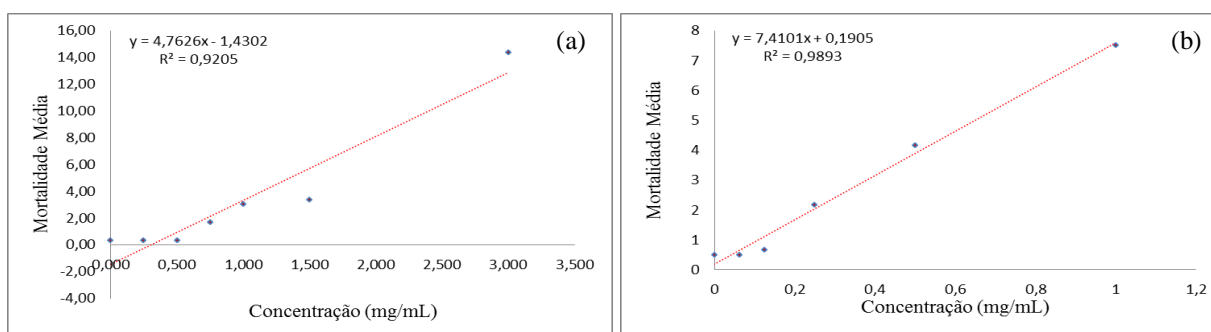 y = 4,7626x - 1,4302
R² = 0,9205
(a)
Mortalidade Média
16,00
14,00
12,00
10,00
8,00
6,00
4,00
2,00
0,00
-2,00
-4,00
0,000 0,500 1,000 1,500 2,000 2,500 3,000 3,500
Concentração (mg/mL)
y = 7,4101x + 0,1905
R² = 0,9893
(b)
Mortalidade Média
8
7
6
5
4
3
2
1
0
0 0,2 0,4 0,6 0,8 1 1,2
Concentração (mg/mL)